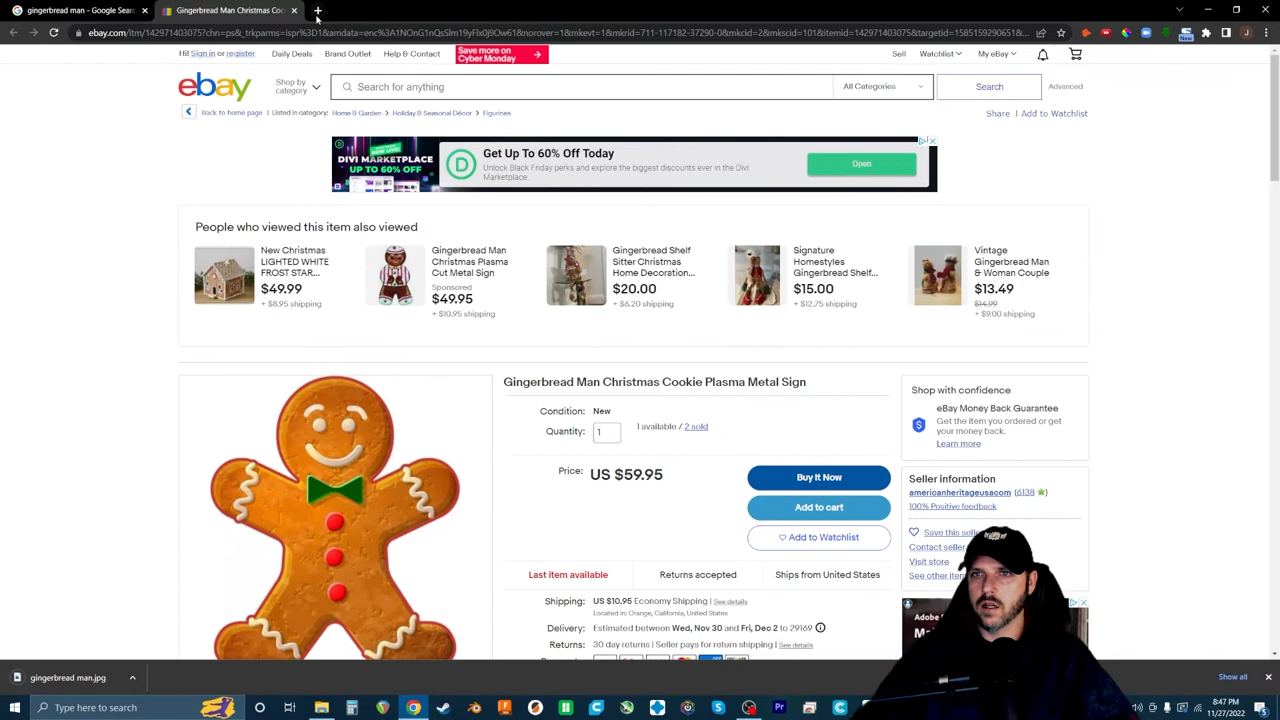 gingerbread man - Google Searc
Gingerbread Man Christmas Coo
ebay.com/itm/142971403075?chn=ps&_trkparms=ispr%3D1&amdata=enc%3A1NOnG1nQsSlm19yFlx0j9Ow61&norover=1&mkevt=1&mkrid=711-117182-37290-0&mkcid=2&mkscid=101&itemid=142971403075&targetid=1585159290651
New
Hi! Sign in or register
Daily Deals
Brand Outlet
Help & Contact
Save more on
Cyber Monday
Sell
Watchlist
My eBay
ebay
Shop by
category
Search for anything
All Categories
Search
Advanced
Back to home page | Listed in category: Home & Garden > Holiday & Seasonal Décor > Figurines
Share | Add to Watchlist
DIVI MARKETPLACE
UP TO 60% OFF
D
Get Up To 60% Off Today
Unlock Black Friday perks and explore the biggest discounts ever in the Divi
Marketplace.
Open
People who viewed this item also viewed
New Christmas
LIGHTED WHITE
FROST STAR...
$49.99
+ $8.95 shipping
Gingerbread Man
Christmas Plasma
Cut Metal Sign
Sponsored
$49.95
+ $10.95 shipping
Gingerbread Shelf
Sitter Christmas
Home Decoration...
$20.00
+ $6.20 shipping
Signature
Homestyles
Gingerbread Shelf...
$15.00
+ $12.75 shipping
Vintage
Gingerbread Man
& Woman Couple
$13.49
$14.99
+ $9.00 shipping
Gingerbread Man Christmas Cookie Plasma Metal Sign
Condition: New
Quantity: 1
1 available / 2 sold
Price: US $59.95
Buy It Now
Add to cart
Add to Watchlist
Last item available
Returns accepted
Ships from United States
Shipping: US $10.95 Economy Shipping | See details
Located in: Orange, California, United States
Delivery: Estimated between Wed, Nov 30 and Fri, Dec 2 to 29169
Returns: 30 day returns | Seller pays for return shipping | See details
Shop with confidence
eBay Money Back Guarantee
Get the item you ordered or get
your money back.
Learn more
Seller information
americanheritageusacom (6138)
100% Positive feedback
Save this
Contact seller
Visit store
See other
Adobe
gingerbread man.jpg
Show all
Type here to search
8:47 PM
11/27/2022